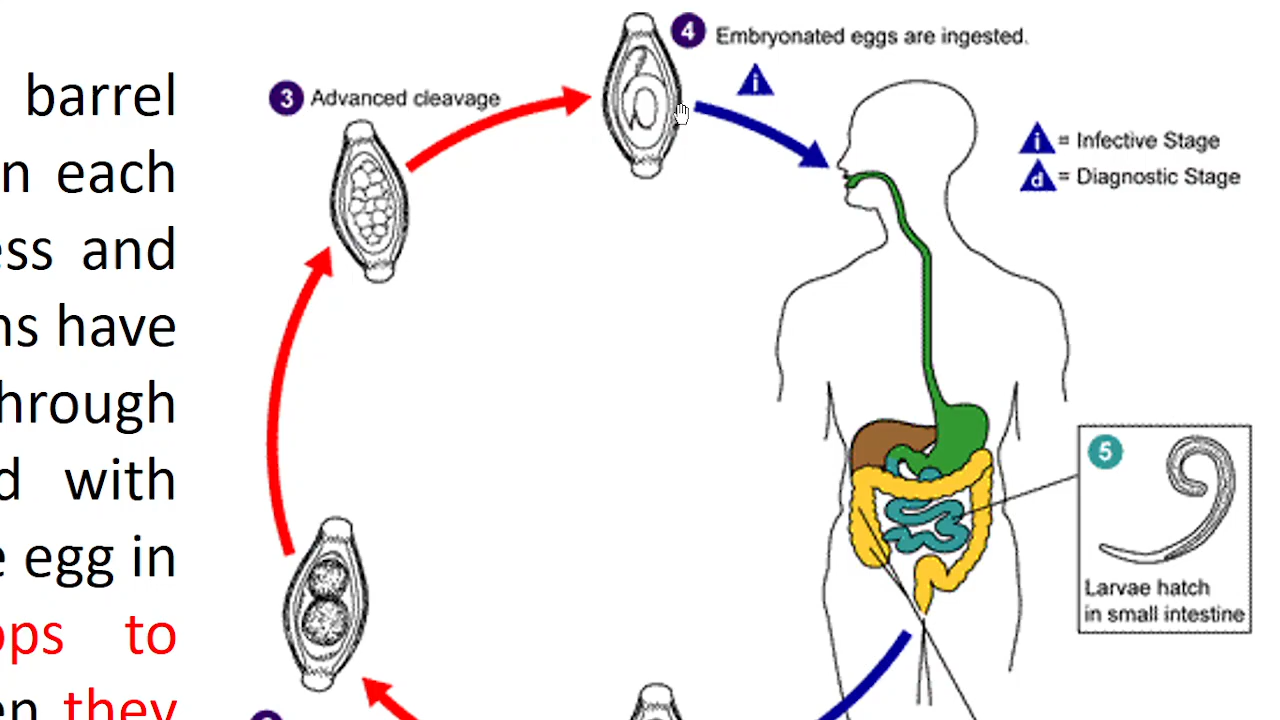 barrel
n each
ess and
ns have
hrough
d with
e egg in
ops to
en they
3 Advanced cleavage
4 Embryonated eggs are ingested.
i
i = Infective Stage
d = Diagnostic Stage
5
Larvae hatch
in small intestine